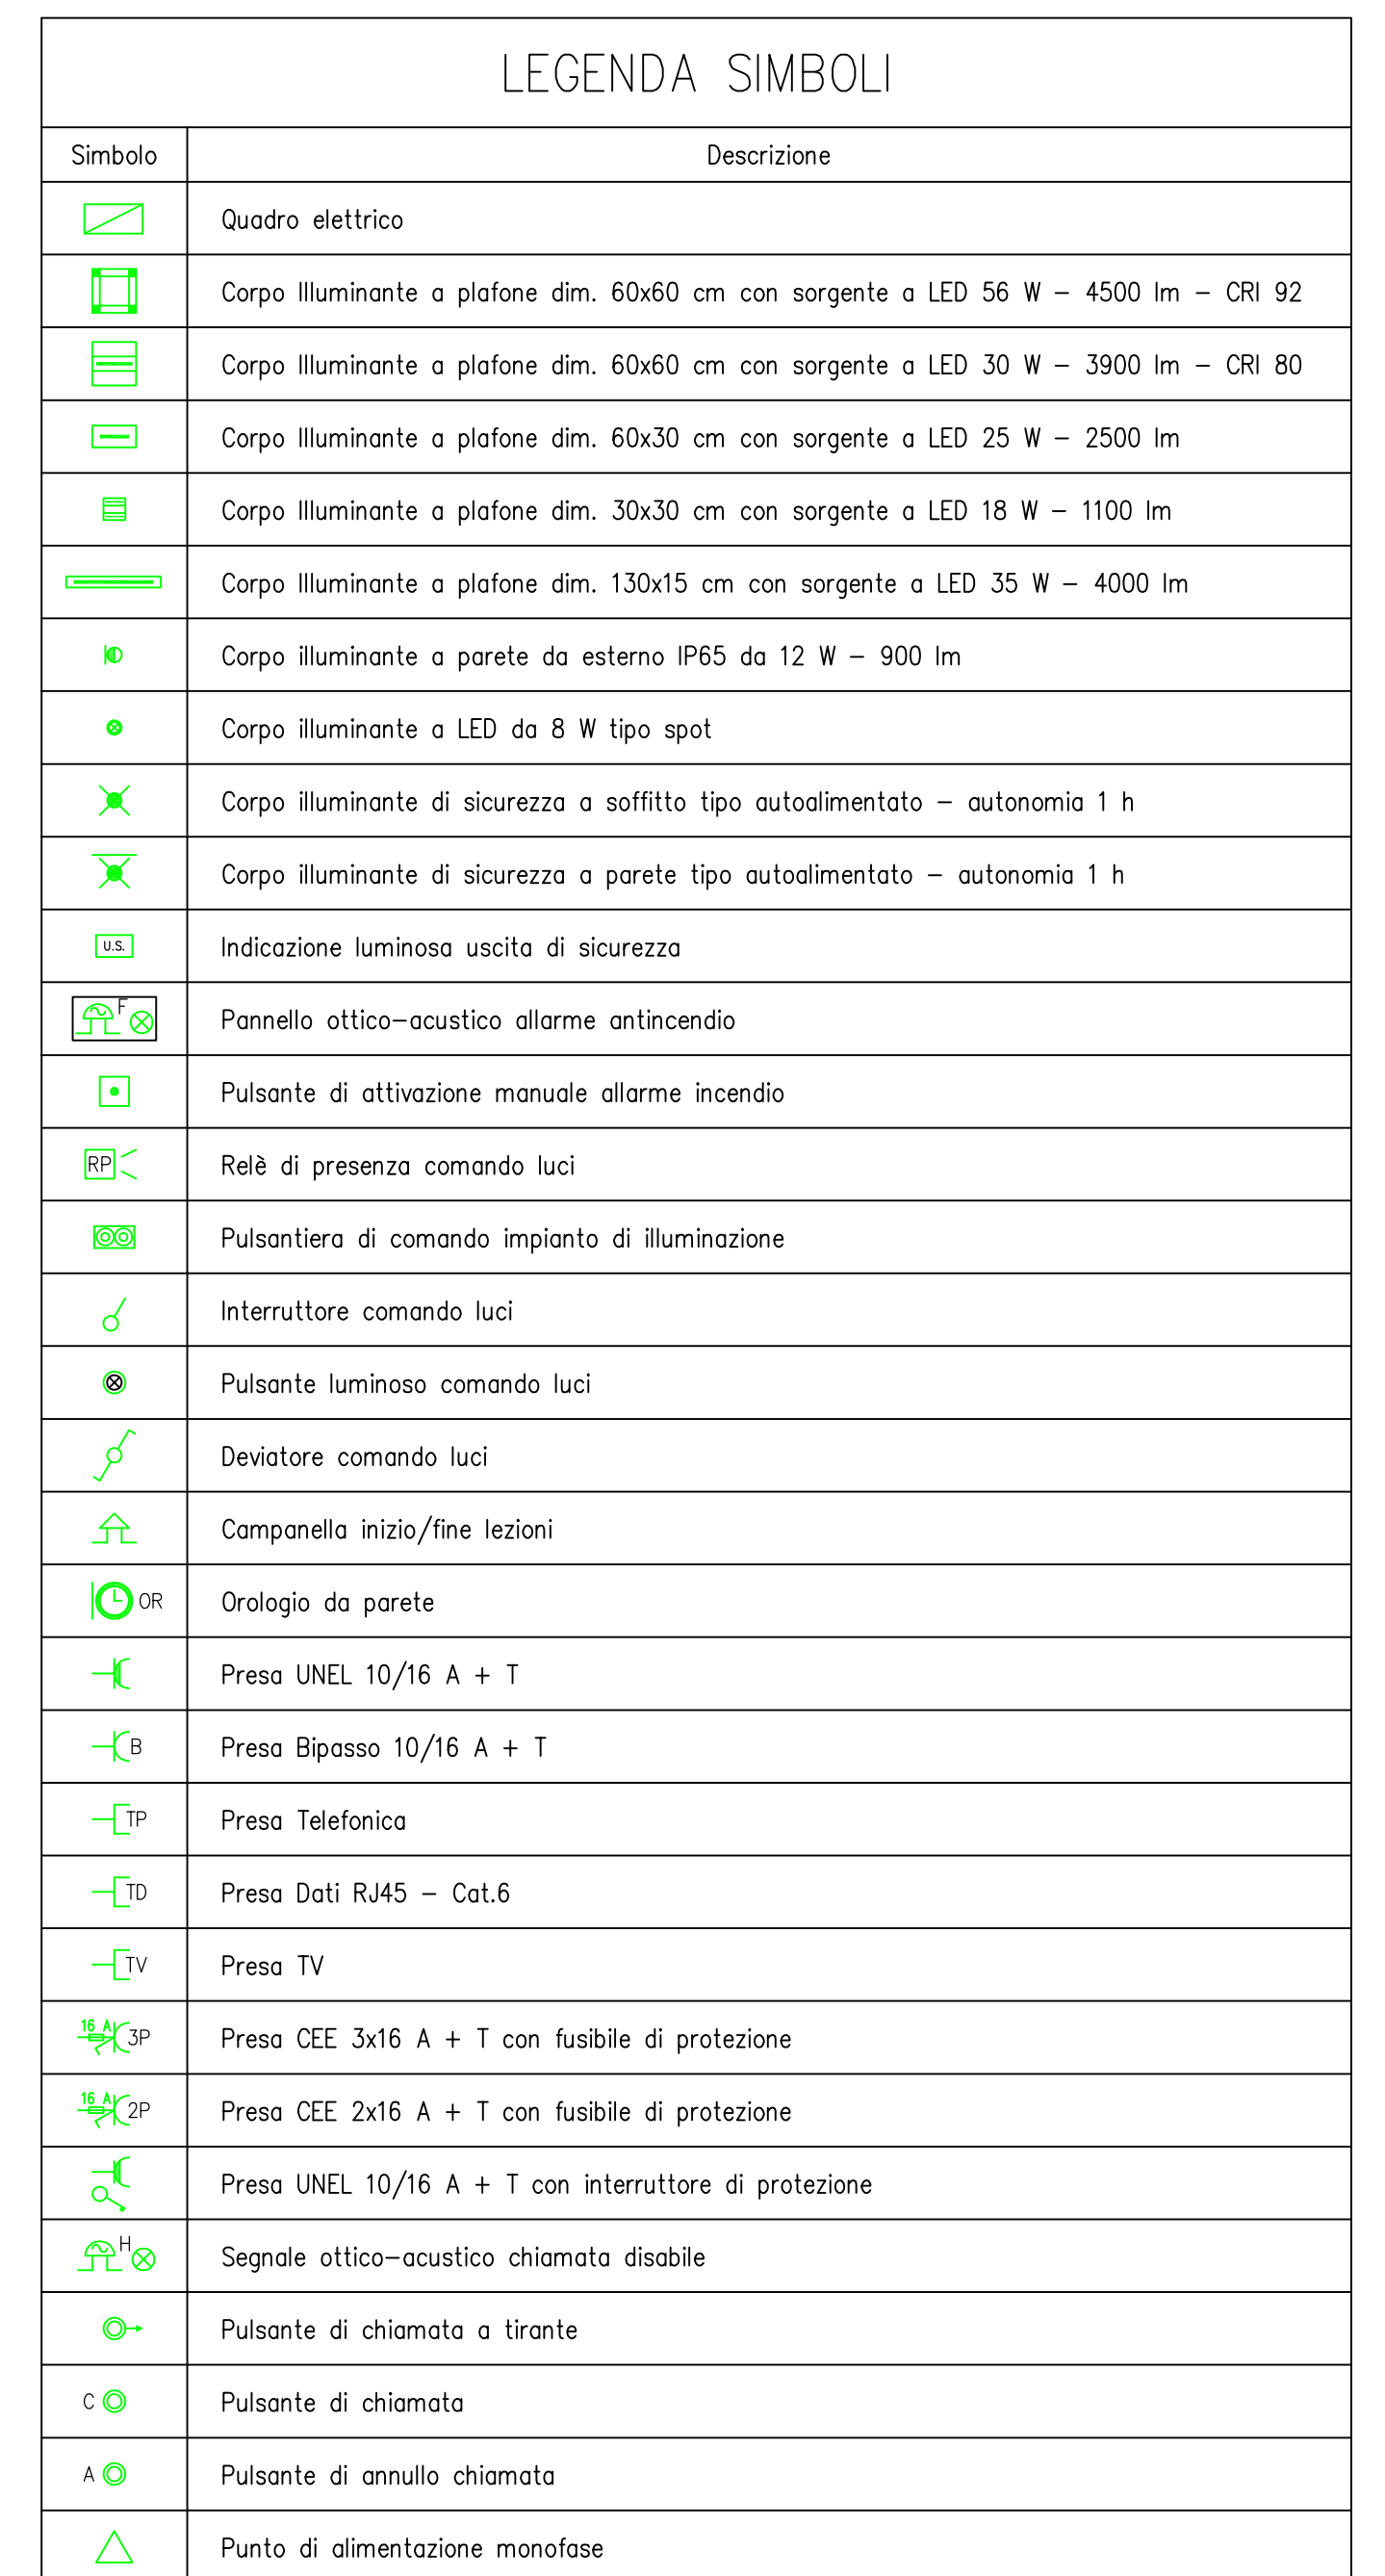 LEGENDA SIMBOLI
Simbolo Descrizione
Quadro elettrico
Corpo Illuminante a plafone dim. 60x60 cm con sorgente a LED 56 W – 4500 lm – CRI 92
Corpo Illuminante a plafone dim. 60x60 cm con sorgente a LED 30 W – 3900 lm – CRI 80
Corpo Illuminante a plafone dim. 60x30 cm con sorgente a LED 25 W – 2500 lm
Corpo Illuminante a plafone dim. 30x30 cm con sorgente a LED 18 W – 1100 lm
Corpo Illuminante a plafone dim. 130x15 cm con sorgente a LED 35 W – 4000 lm
Corpo illuminante a parete da esterno IP65 da 12 W – 900 lm
Corpo illuminante a LED da 8 W tipo spot
Corpo illuminante di sicurezza a soffitto tipo autoalimentato – autonomia 1 h
Corpo illuminante di sicurezza a parete tipo autoalimentato – autonomia 1 h
U.S. Indicazione luminosa uscita di sicurezza
F Pannello ottico–acustico allarme antincendio
Pulsante di attivazione manuale allarme incendio
RP Relè di presenza comando luci
Pulsantiera di comando impianto di illuminazione
Interruttore comando luci
Pulsante luminoso comando luci
Deviatore comando luci
Campanella inizio/fine lezioni
OR Orologio da parete
Presa UNEL 10/16 A + T
B Presa Bipasso 10/16 A + T
TP Presa Telefonica
TD Presa Dati RJ45 – Cat.6
TV Presa TV
16 A 3P Presa CEE 3x16 A + T con fusibile di protezione
16 A 2P Presa CEE 2x16 A + T con fusibile di protezione
Presa UNEL 10/16 A + T con interruttore di protezione
H Segnale ottico–acustico chiamata disabile
Pulsante di chiamata a tirante
C Pulsante di chiamata
A Pulsante di annullo chiamata
Punto di alimentazione monofase